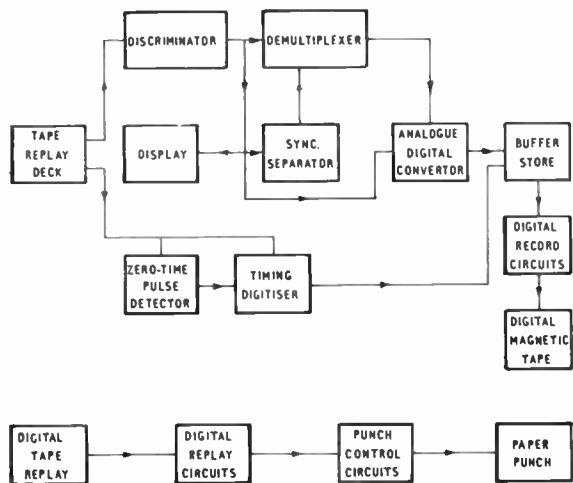 DISCRIMINATOR
DEMULTIPLEXER
TAPE
REPLAY
DECK
DISPLAY
SYNC.
SEPARATOR
ANALOGUE
DIGITAL
CONVERTOR
BUFFER
STORE
ZERO-TIME
PULSE
DETECTOR
TIMING
DIGITISER
DIGITAL
RECORD
CIRCUITS
DIGITAL
MAGNETIC
TAPE
DIGITAL
TAPE
REPLAY
DIGITAL
REPLAY
CIRCUITS
PUNCH
CONTROL
CIRCUITS
PAPER
PUNCH